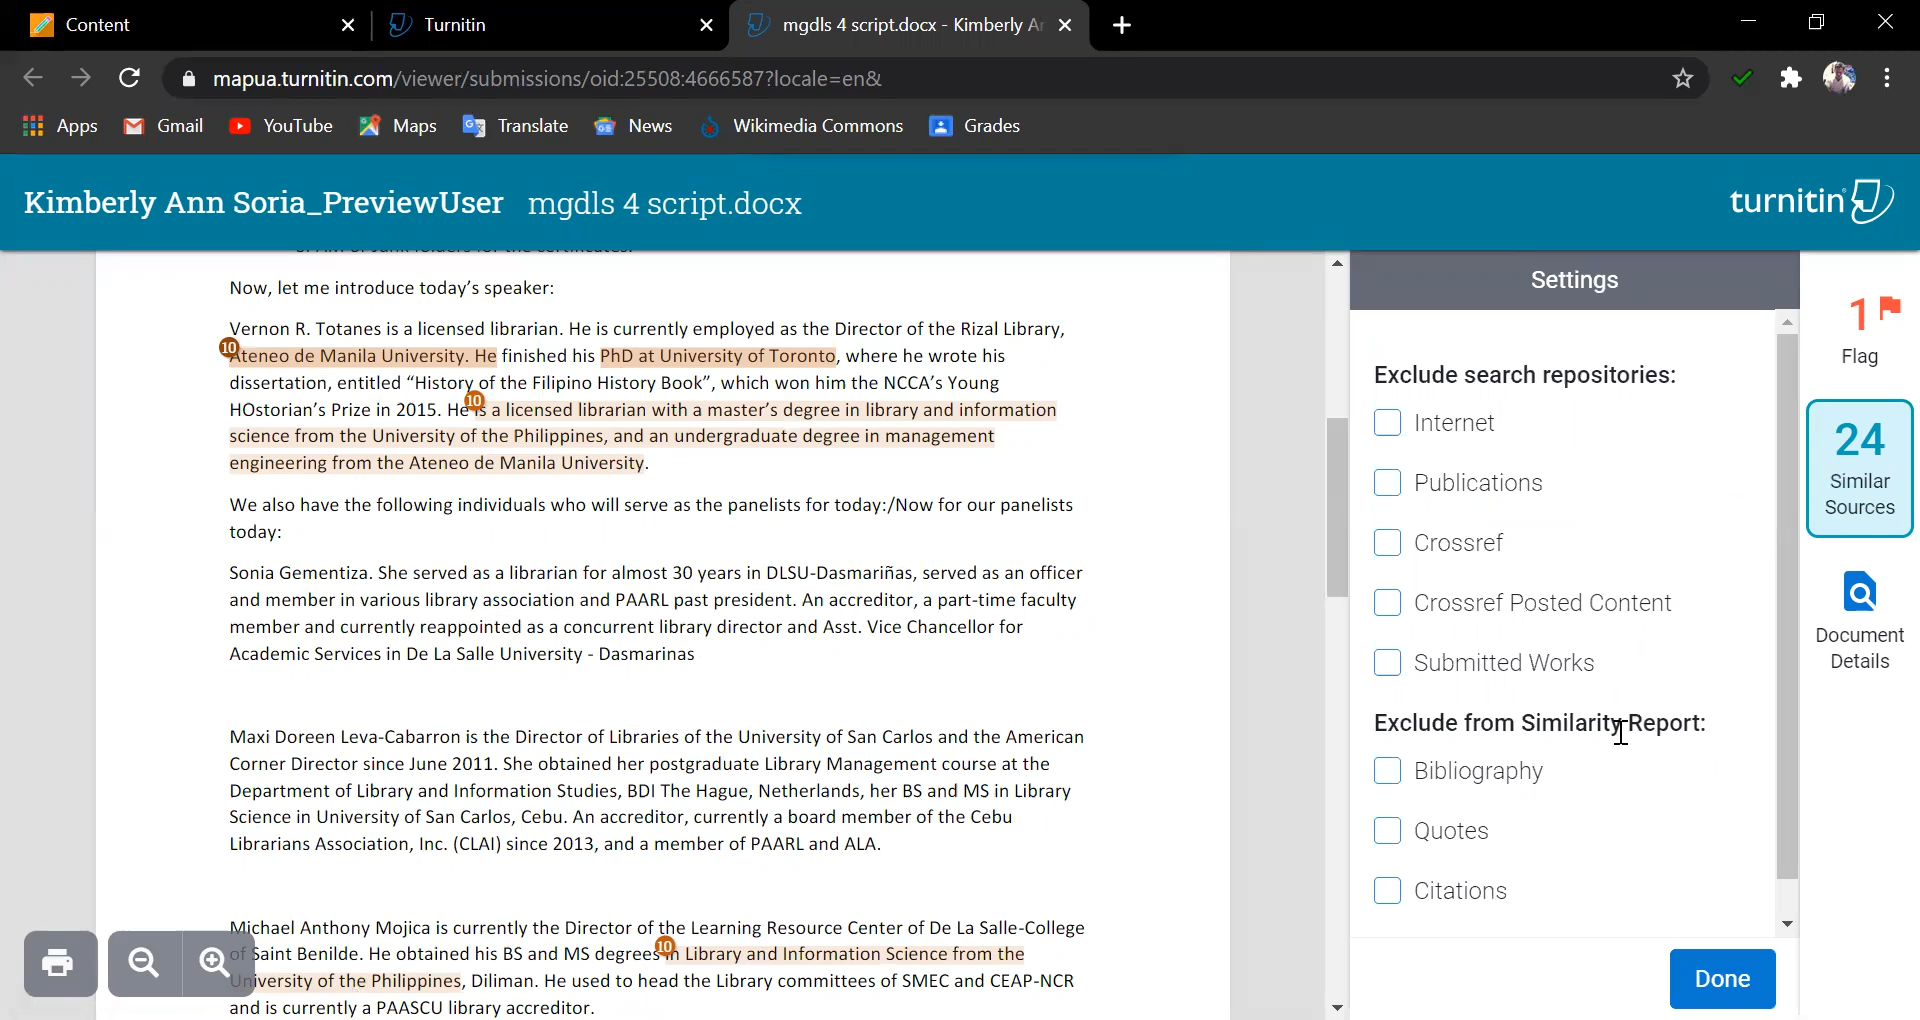 Content
Turnitin
mgdls 4 script.docx - Kimberly Ar
mapua.turnitin.com/viewer/submissions/oid:25508:4666587?locale=en&
Apps
Gmail
YouTube
Maps
Translate
News
Wikimedia Commons
Grades
Kimberly Ann Soria_PreviewUser mgdls 4 script.docx
turnitin
Now, let me introduce today's speaker:
Vernon R. Totanes is a licensed librarian. He is currently employed as the Director of the Rizal Library,
10
Ateneo de Manila University. He finished his PhD at University of Toronto, where he wrote his
dissertation, entitled “History of the Filipino History Book”, which won him the NCCA's Young
10
HOstorian's Prize in 2015. He is a licensed librarian with a master's degree in library and information
science from the University of the Philippines, and an undergraduate degree in management
engineering from the Ateneo de Manila University.
We also have the following individuals who will serve as the panelists for today:/Now for our panelists
today:
Sonia Gementiza. She served as a librarian for almost 30 years in DLSU-Dasmariñas, served as an officer
and member in various library association and PAARL past president. An accreditor, a part-time faculty
member and currently reappointed as a concurrent library director and Asst. Vice Chancellor for
Academic Services in De La Salle University - Dasmarinas
Maxi Doreen Leva-Cabarron is the Director of Libraries of the University of San Carlos and the American
Corner Director since June 2011. She obtained her postgraduate Library Management course at the
Department of Library and Information Studies, BDI The Hague, Netherlands, her BS and MS in Library
Science in University of San Carlos, Cebu. An accreditor, currently a board member of the Cebu
Librarians Association, Inc. (CLAI) since 2013, and a member of PAARL and ALA.
Michael Anthony Mojica is currently the Director of the Learning Resource Center of De La Salle-College
10
of Saint Benilde. He obtained his BS and MS degrees in Library and Information Science from the
University of the Philippines, Diliman. He used to head the Library committees of SMEC and CEAP-NCR
and is currently a PAASCU library accreditor.
Settings
Exclude search repositories:
Internet
Publications
Crossref
Crossref Posted Content
Submitted Works
Exclude from Similarity Report:
Bibliography
Quotes
Citations
Done
1
Flag
24
Similar
Sources
Document
Details